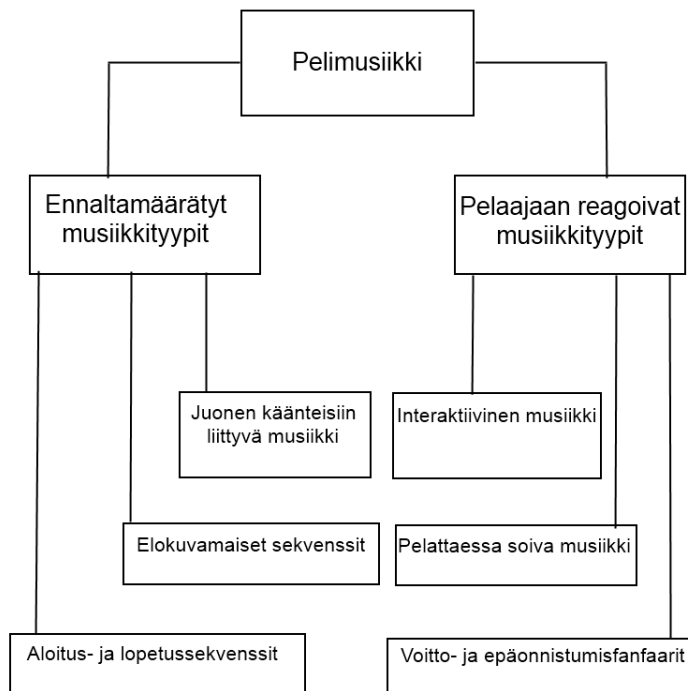 Pelimusiikki
Ennaltamäärätyt
musiikkityypit
Pelaajaan reagoivat
musiikkityypit
Juonen käänteisiin
liittyvä musiikki
Interaktiivinen musiikki
Elokuvamaiset sekvenssit
Pelattaessa soiva musiikki
Aloitus- ja lopetussekvenssit
Voitto- ja epäonnistumisfanfaarit